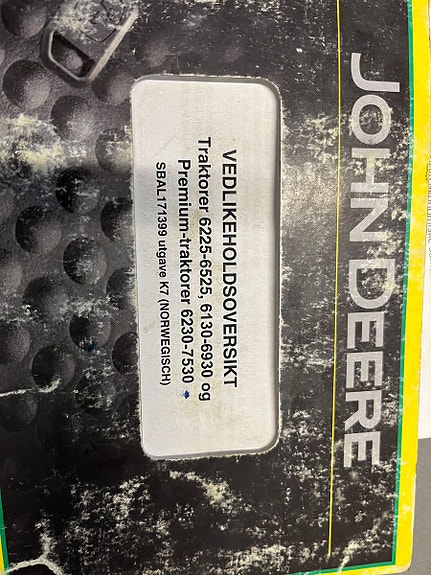 JOHN DEERE
VEDLIKEHOLDSOVERSIKT
Traktorer 6225-6525, 6130-6930 og
Premium-traktorer 6230-7530
SBAL171399 utgave K7 (NORWEGISCH)